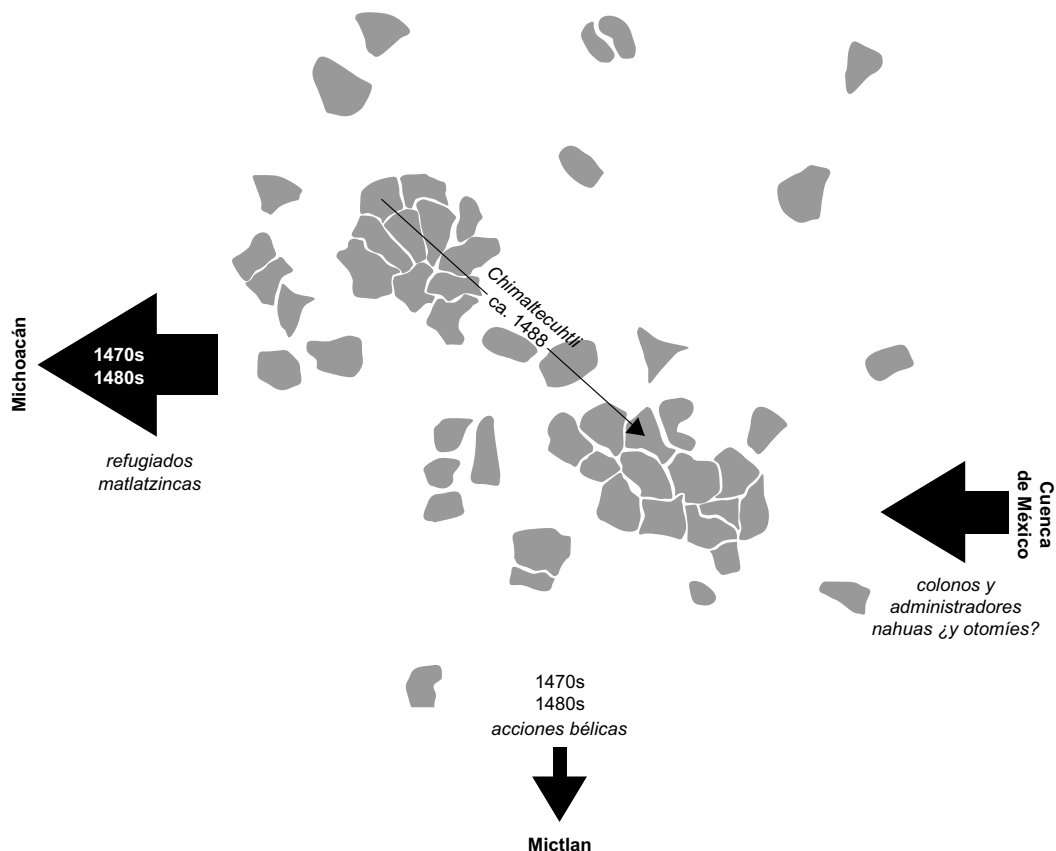 Chimaltecuhtli
ca. 1488
Michoacán
1470s
1480s
refugiados
matlatzincas
Cuenca
de México
colonos y
administradores
nahuas ¿y otomíes?
1470s
1480s
acciones bélicas
Mictlan